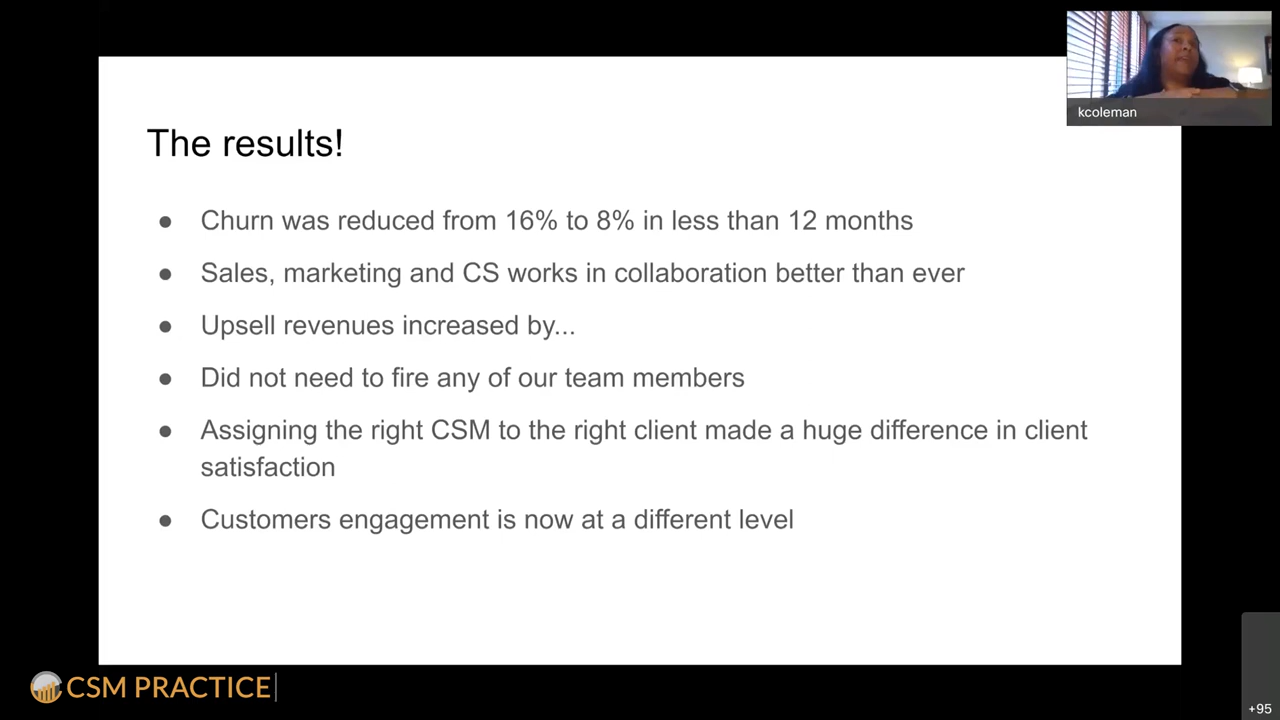 kcoleman
The results!
● Churn was reduced from 16% to 8% in less than 12 months
● Sales, marketing and CS works in collaboration better than ever
● Upsell revenues increased by...
● Did not need to fire any of our team members
● Assigning the right CSM to the right client made a huge difference in client
satisfaction
● Customers engagement is now at a different level
CSM PRACTICE
+95